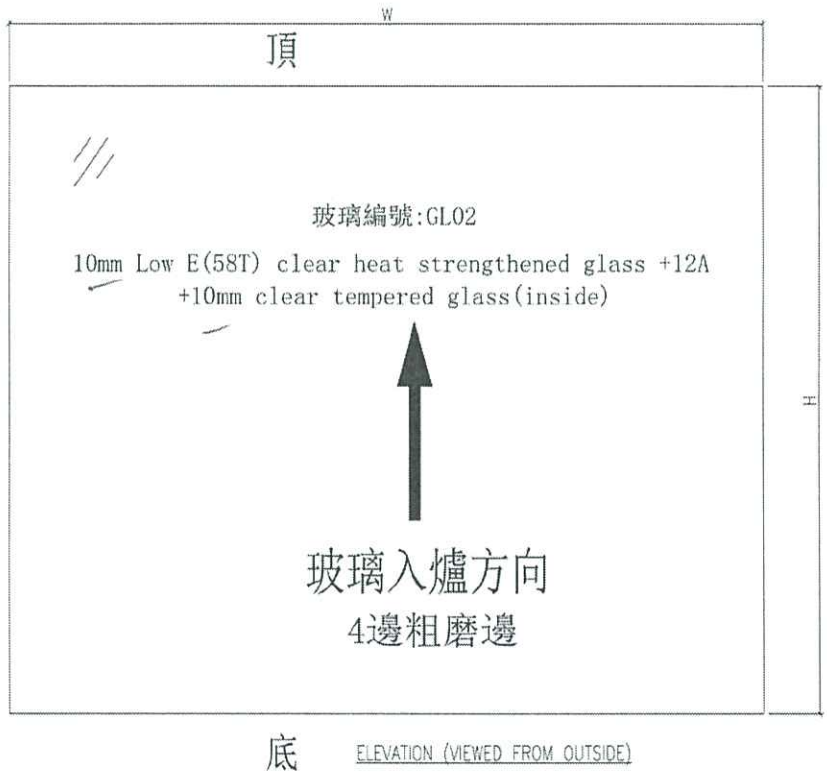 W
頂
玻璃編號:GL02
10mm Low E(58T) clear heat strengthened glass +12A
+10mm clear tempered glass(inside)
H
玻璃入爐方向
4邊粗磨邊
底
ELEVATION (VIEWED FROM OUTSIDE)